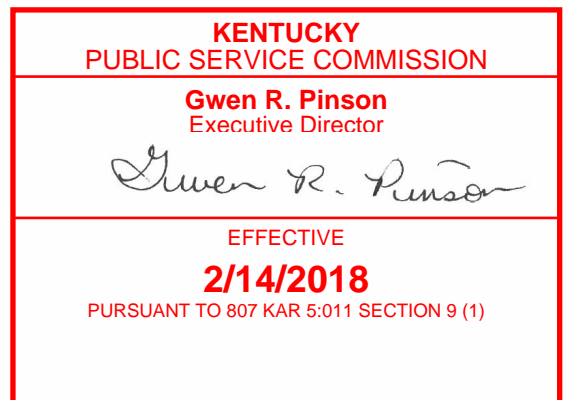 KENTUCKY
PUBLIC SERVICE COMMISSION
Gwen R. Pinson
Executive Director
Gwen R. Pinson
EFFECTIVE
2/14/2018
PURSUANT TO 807 KAR 5:011 SECTION 9 (1)